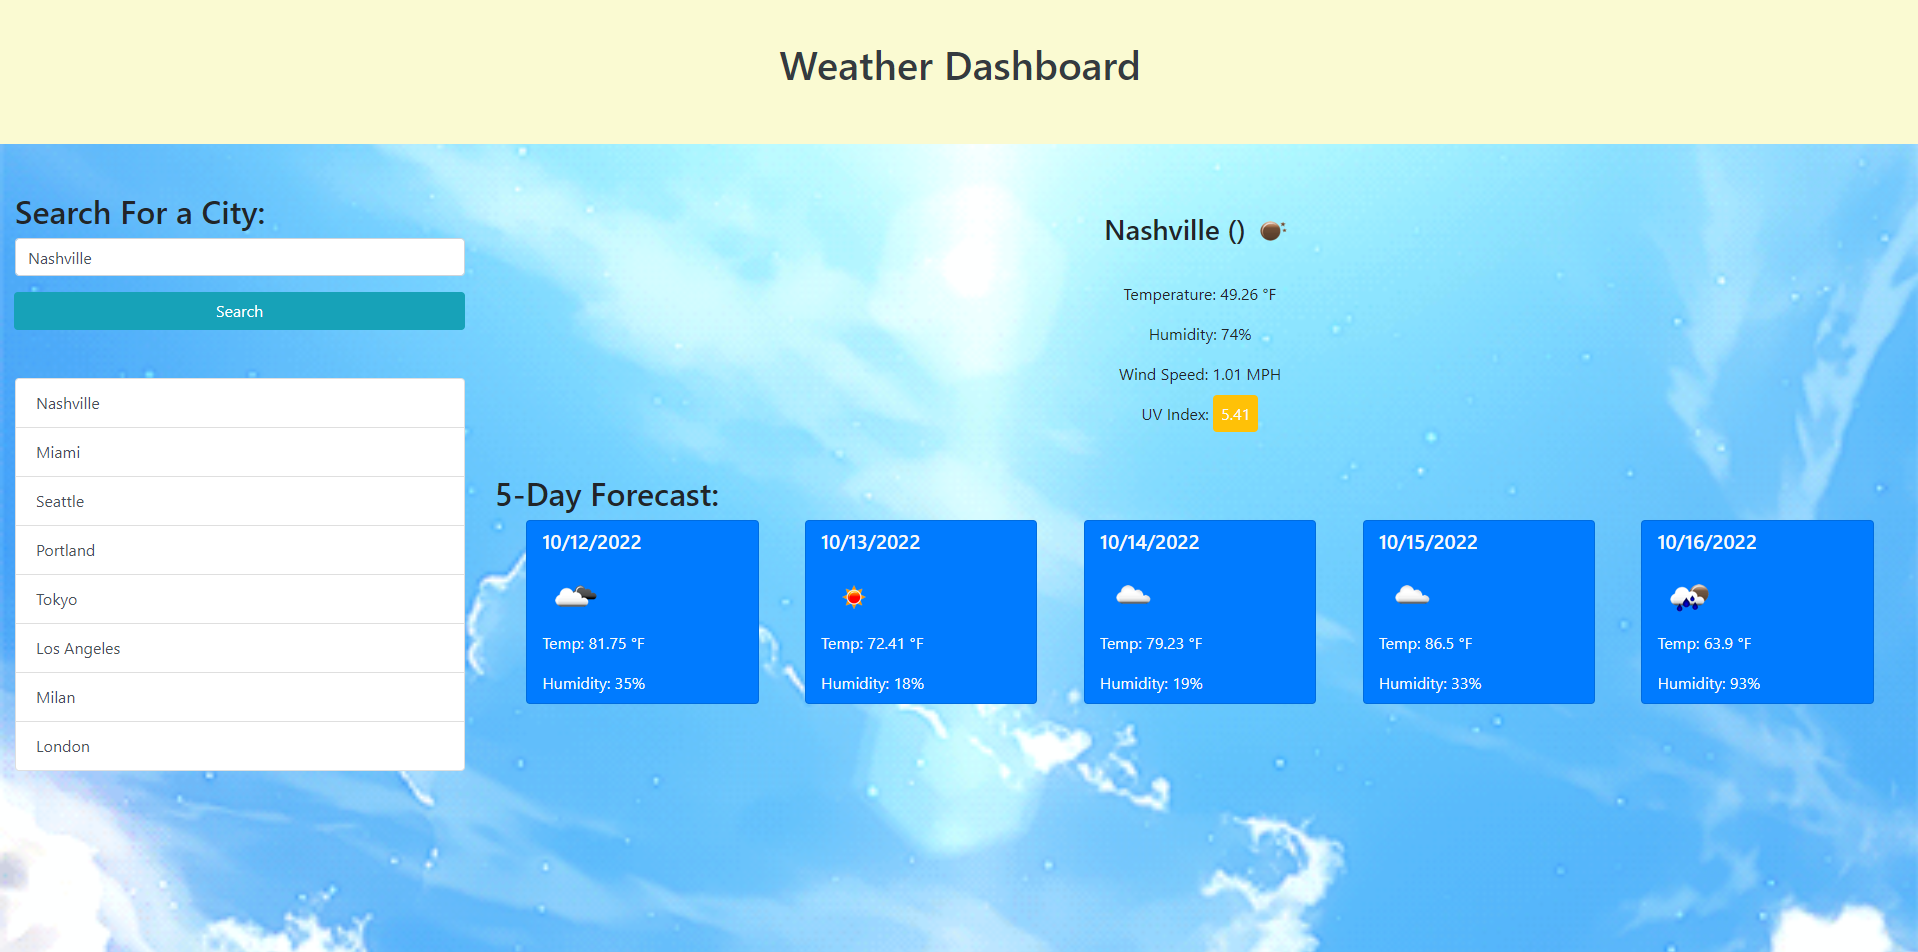 Weather Dashboard
Search For a City:
Nashville
Search
Nashville
Miami
Seattle
Portland
Tokyo
Los Angeles
Milan
London
Nashville ()
Temperature: 49.26 °F
Humidity: 74%
Wind Speed: 1.01 MPH
UV Index: 5.41
5-Day Forecast:
10/12/2022
Temp: 81.75 °F
Humidity: 35%
10/13/2022
Temp: 72.41 °F
Humidity: 18%
10/14/2022
Temp: 79.23 °F
Humidity: 19%
10/15/2022
Temp: 86.5 °F
Humidity: 33%
10/16/2022
Temp: 63.9 °F
Humidity: 93%